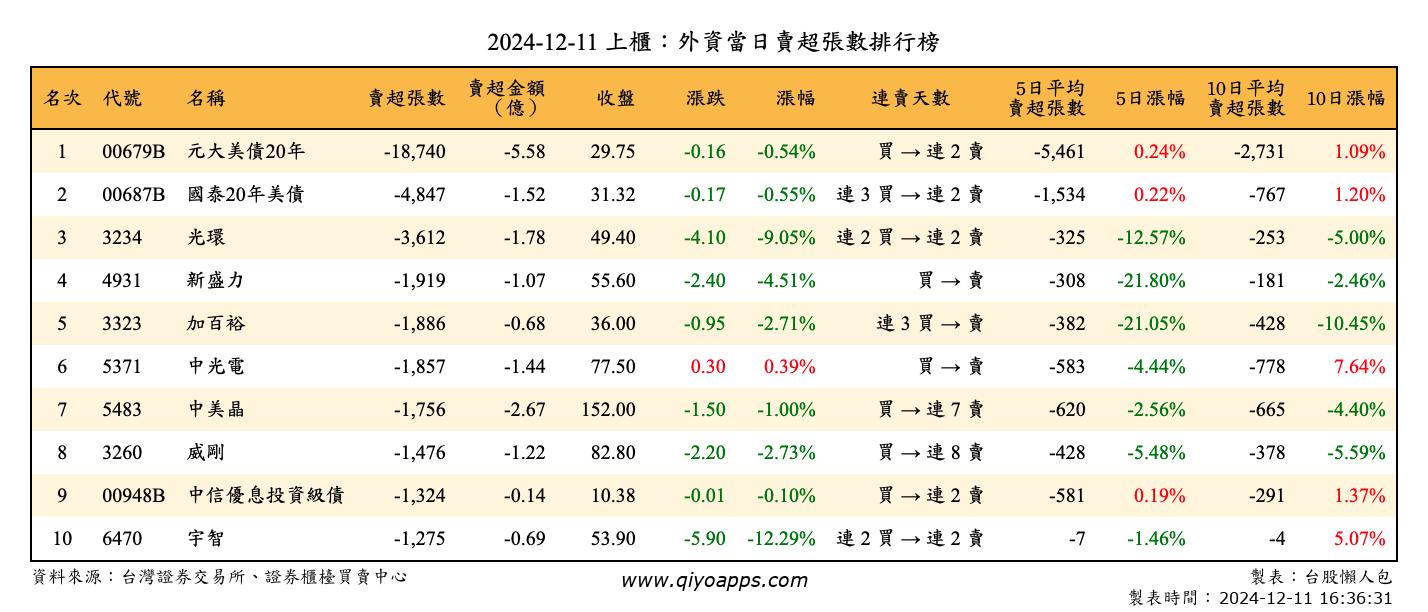 2024-12-11 上櫃：外資當日賣超張數排行榜
名次 代號 名稱 賣超張數 賣超金額（億） 收盤 漲跌 漲幅 連賣天數 5日平均賣超張數 5日漲幅 10日平均賣超張數 10日漲幅
1 00679B 元大美債20年 -18,740 -5.58 29.75 -0.16 -0.54% 買 → 連 2 賣 -5,461 0.24% -2,731 1.09%
2 00687B 國泰20年美債 -4,847 -1.52 31.32 -0.17 -0.55% 連 3 買 → 連 2 賣 -1,534 0.22% -767 1.20%
3 3234 光環 -3,612 -1.78 49.40 -4.10 -9.05% 連 2 買 → 連 2 賣 -325 -12.57% -253 -5.00%
4 4931 新盛力 -1,919 -1.07 55.60 -2.40 -4.51% 買 → 賣 -308 -21.80% -181 -2.46%
5 3323 加百裕 -1,886 -0.68 36.00 -0.95 -2.71% 連 3 買 → 賣 -382 -21.05% -428 -10.45%
6 5371 中光電 -1,857 -1.44 77.50 0.30 0.39% 買 → 賣 -583 -4.44% -778 7.64%
7 5483 中美晶 -1,756 -2.67 152.00 -1.50 -1.00% 買 → 連 7 賣 -620 -2.56% -665 -4.40%
8 3260 威剛 -1,476 -1.22 82.80 -2.20 -2.73% 買 → 連 8 賣 -428 -5.48% -378 -5.59%
9 00948B 中信優息投資級債 -1,324 -0.14 10.38 -0.01 -0.10% 買 → 連 2 賣 -581 0.19% -291 1.37%
10 6470 宇智 -1,275 -0.69 53.90 -5.90 -12.29% 連 2 買 → 連 2 賣 -7 -1.46% -4 5.07%
資料來源：台灣證券交易所、證券櫃檯買賣中心 www.qiyoapps.com 製表：台股懶人包
製表時間：2024-12-11 16:36:31